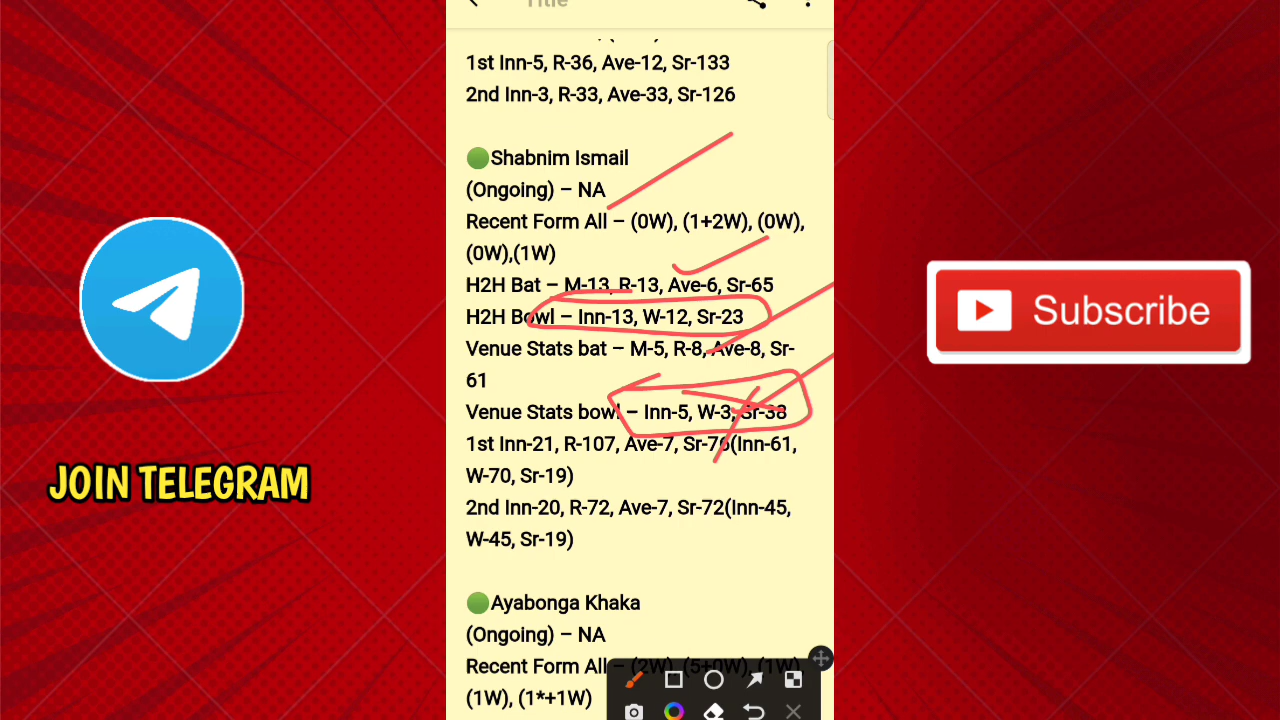 Title
1st Inn-5, R-36, Ave-12, Sr-133
2nd Inn-3, R-33, Ave-33, Sr-126
Shabnim Ismail
(Ongoing) – NA
Recent Form All – (0W), (1+2W), (0W),
(0W),(1W)
H2H Bat – M-13, R-13, Ave-6, Sr-65
H2H Bowl – Inn-13, W-12, Sr-23
Venue Stats bat – M-5, R-8, Ave-8, Sr-
61
Venue Stats bowl – Inn-5, W-3, Sr-38
1st Inn-21, R-107, Ave-7, Sr-76(Inn-61,
W-70, Sr-19)
2nd Inn-20, R-72, Ave-7, Sr-72(Inn-45,
W-45, Sr-19)
Ayabonga Khaka
(Ongoing) – NA
Recent Form All – (2W), (5+0W), (1W),
(1W), (1*+1W)
JOIN TELEGRAM
Subscribe